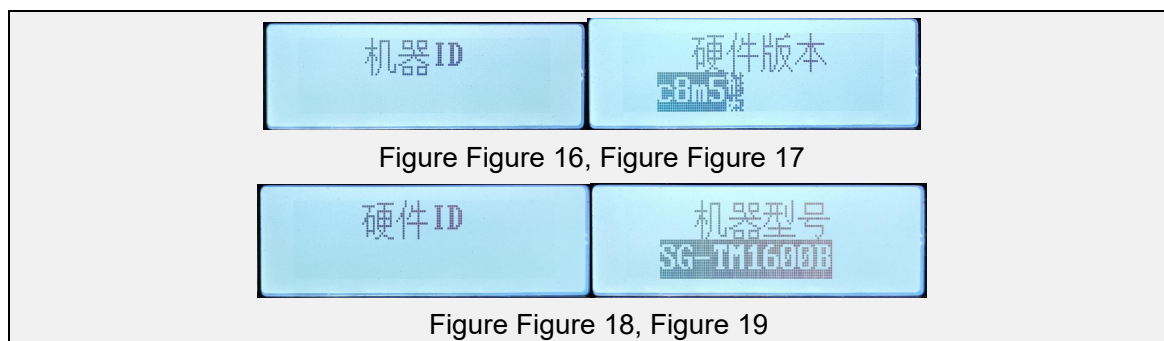 机器ID
硬件版本
c8m5
Figure Figure 16, Figure Figure 17
硬件ID
机器型号
SG-TM1600B
Figure Figure 18, Figure 19